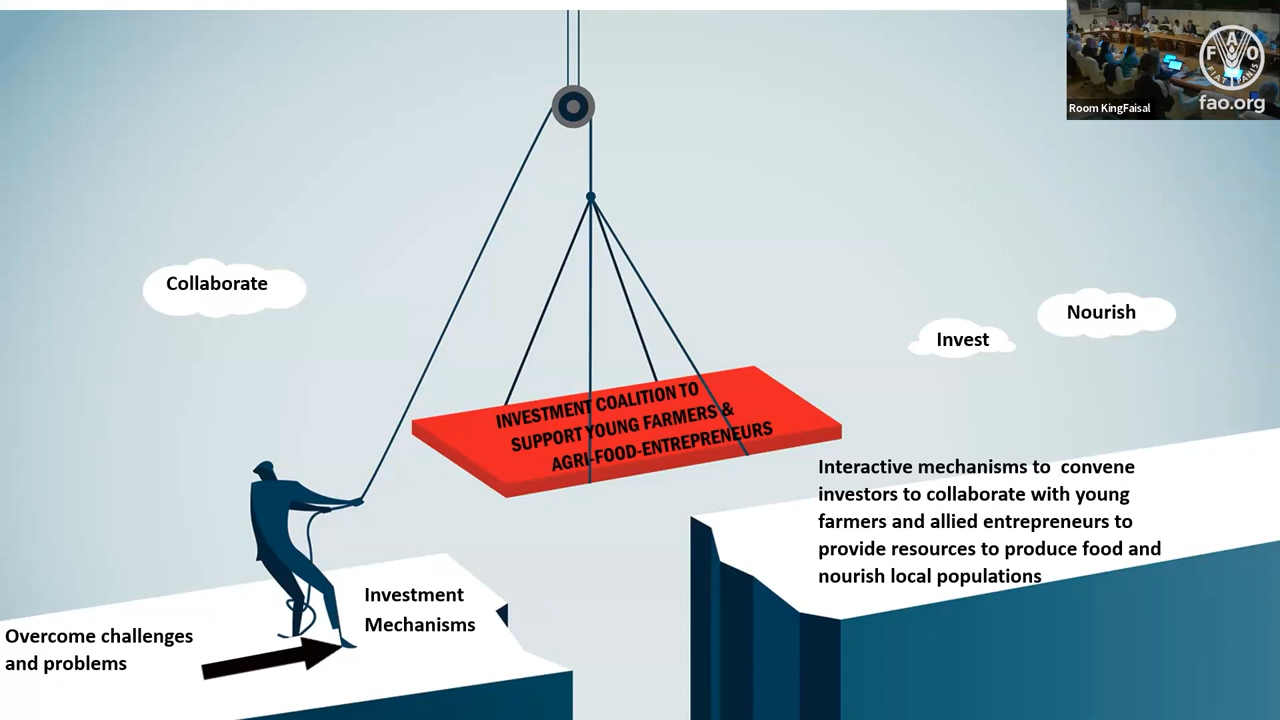 F A O
FIAT PANIS
fao.org
Room KingFaisal
Collaborate
Nourish
Invest
INVESTMENT COALITION TO
SUPPORT YOUNG FARMERS &
AGRI-FOOD-ENTREPRENEURS
Interactive mechanisms to convene
investors to collaborate with young
farmers and allied entrepreneurs to
provide resources to produce food and
nourish local populations
Investment
Mechanisms
Overcome challenges
and problems